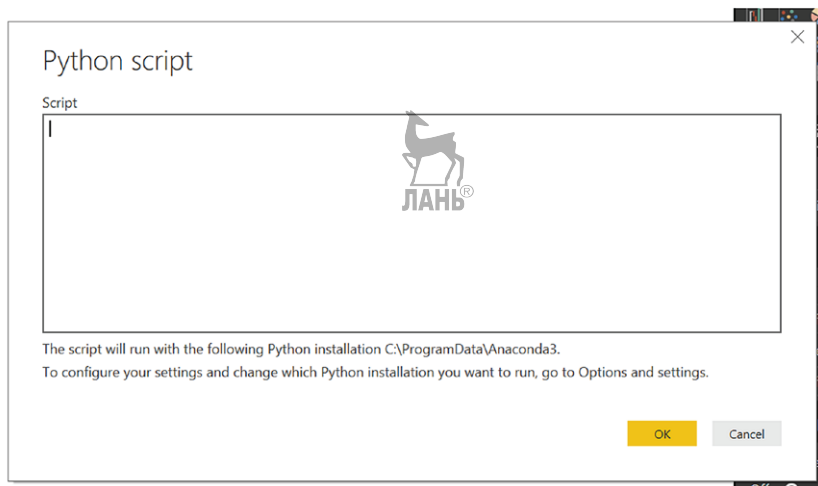 Python script
Script
ЛАНЬ®
The script will run with the following Python installation C:\ProgramData\Anaconda3.
To configure your settings and change which Python installation you want to run, go to Options and settings.
OK Cancel